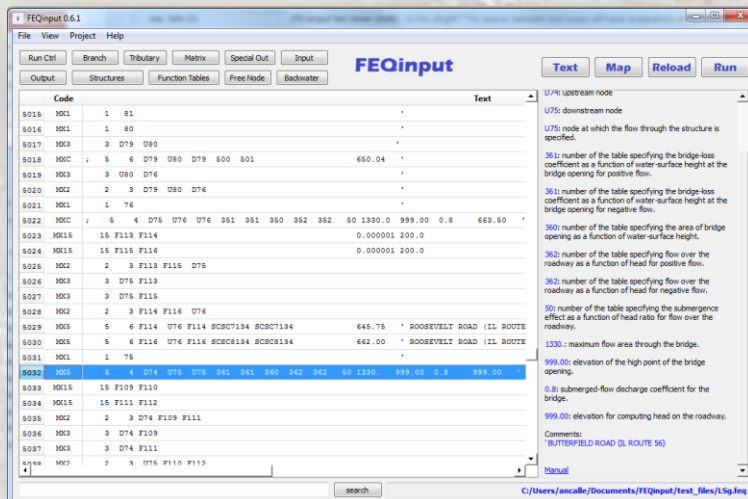 FEQinput 0.6.1
File View Project Help
Run Ctrl Branch Tributary Matrix Special Out Input
Output Structures Function Tables Free Node Backwater
FEQinput
Text Map Reload Run
Code Text
5015 MX1 1 81 '
5016 MX1 1 80 '
5017 MX3 3 D79 U80 '
5018 MXC ; 5 6 D79 U80 D79 500 501 650.04 '
5019 MX3 3 U80 D76 '
5020 MX2 2 3 D79 U80 D76 '
5021 MX1 1 76 '
5022 MXC ; 5 4 D75 U76 U76 351 351 350 352 352 50 1330.0 999.00 0.8 663.50 '
5023 MX15 15 F113 F114 0.000001 200.0
5024 MX15 15 F115 F116 0.000001 200.0
5025 MX2 2 3 F113 F115 D75
5026 MX3 3 D75 F113
5027 MX3 3 D75 F115
5028 MX2 2 3 F114 F116 U76
5029 MX5 5 6 F114 U76 F114 SCSC7134 SCSC7134 645.75 ' ROOSEVELT ROAD (IL ROUTE
5030 MX5 5 6 F116 U76 F116 SCSC8134 SCSC8134 662.00 ' ROOSEVELT ROAD (IL ROUTE
5031 MX1 1 75 '
5032 MX5 5 4 D74 U75 U75 361 361 360 362 362 50 1330. 999.00 0.8 999.00 '
5033 MX15 15 F109 F110
5034 MX15 15 F111 F112
5035 MX2 2 3 D74 F109 F111
5036 MX3 3 D74 F109
5037 MX3 3 D74 F111
5038 MX2 2 3 U75 F110 F112
D74: upstream node
U75: downstream node
U75: node at which the flow through the structure is
specified.
361: number of the table specifying the bridge-loss
coefficient as a function of water-surface height at the
bridge opening for positive flow.
361: number of the table specifying the bridge-loss
coefficient as a function of water-surface height at the
bridge opening for negative flow.
360: number of the table specifying the area of bridge
opening as a function of water-surface height.
362: number of the table specifying flow over the
roadway as a function of head for positive flow.
362: number of the table specifying flow over the
roadway as a function of head for negative flow.
50: number of the table specifying the submergence
effect as a function of head ratio for flow over the
roadway.
1330.: maximum flow area through the bridge.
999.00: elevation of the high point of the bridge
opening.
0.8: submerged-flow discharge coefficient for the
bridge.
999.00: elevation for computing head on the roadway.
Comments:
' BUTTERFIELD ROAD (IL ROUTE 56)
Manual
search
C:/Users/ancalle/Documents/FEQinput/test_files/LSg.feq